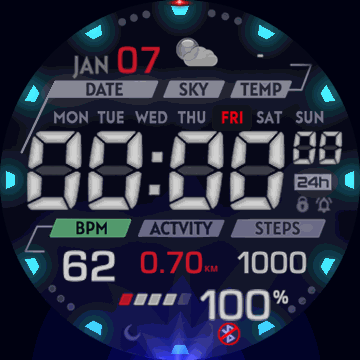 JAN 07
DATE SKY TEMP
MON TUE WED THU FRI SAT SUN
00:00 00
24h
BPM ACTVITY STEPS
62 0.70 KM 1000
100%